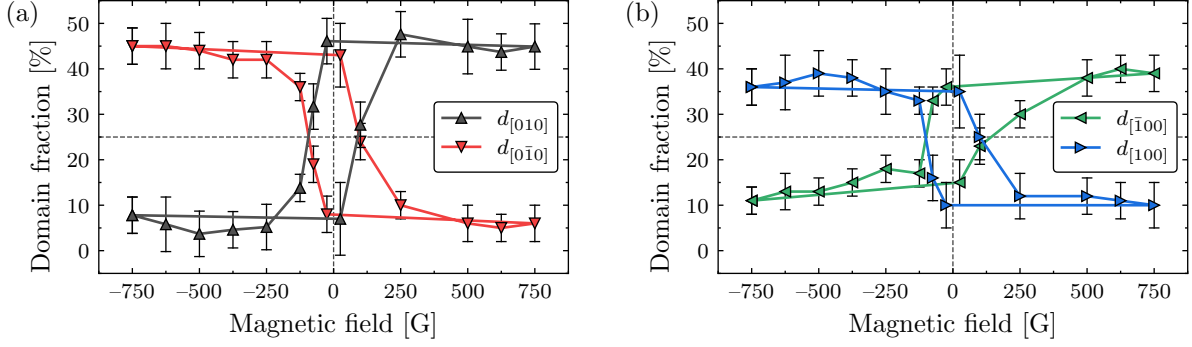 (a)
Domain fraction [%]
50
40
30
20
10
0
d[010]
d[01̄0]
−750 −500 −250 0 250 500 750
Magnetic field [G]
(b)
Domain fraction [%]
50
40
30
20
10
0
d[1̄00]
d[100]
−750 −500 −250 0 250 500 750
Magnetic field [G]